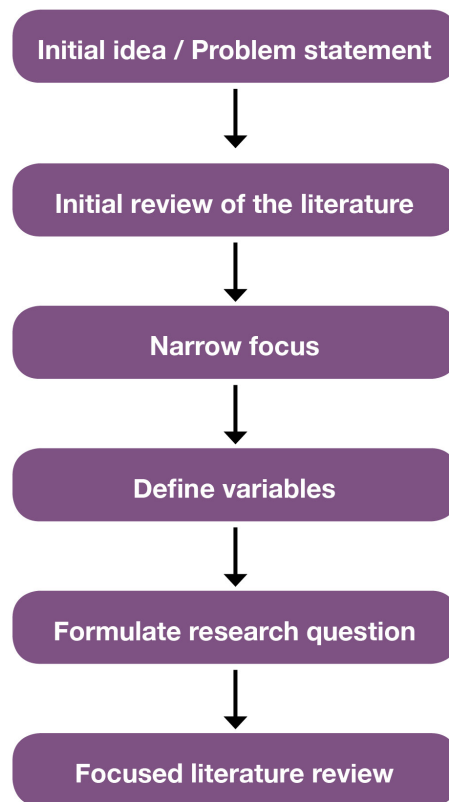 Initial idea / Problem statement
Initial review of the literature
Narrow focus
Define variables
Formulate research question
Focused literature review